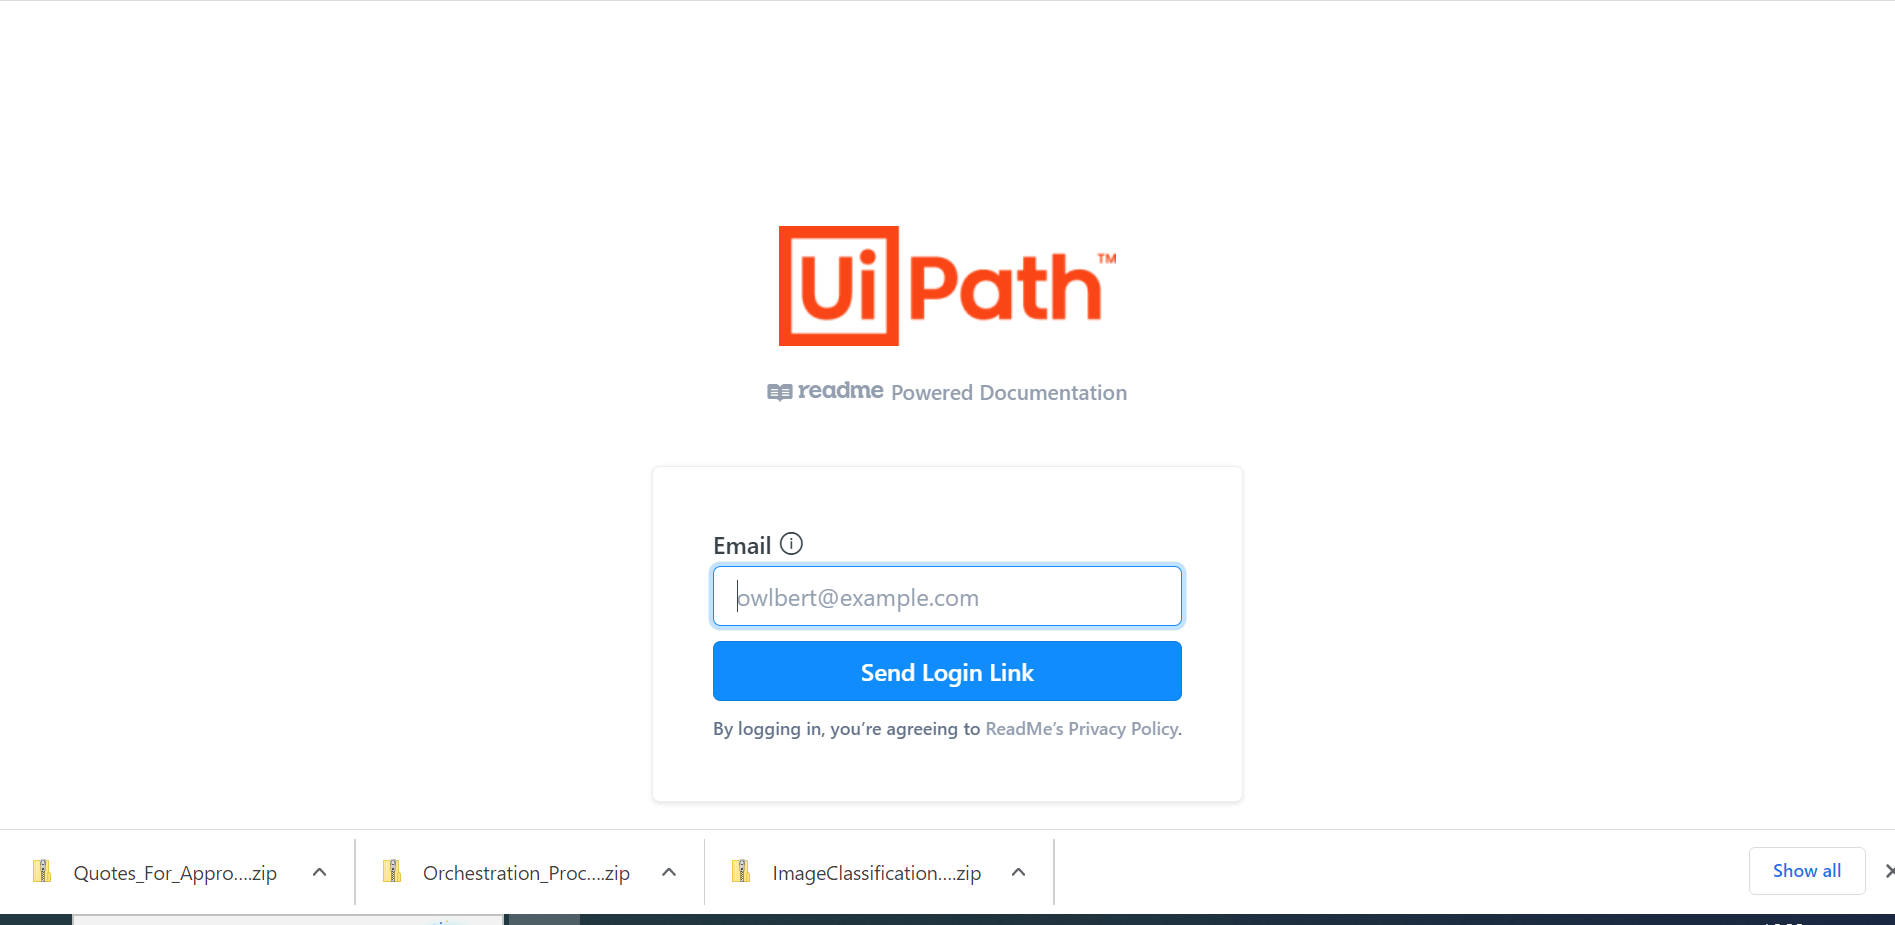 UiPath™
readme Powered Documentation
Email
owlbert@example.com
Send Login Link
By logging in, you’re agreeing to ReadMe’s Privacy Policy.
Quotes_For_Appro....zip
Orchestration_Proc....zip
ImageClassification....zip
Show all